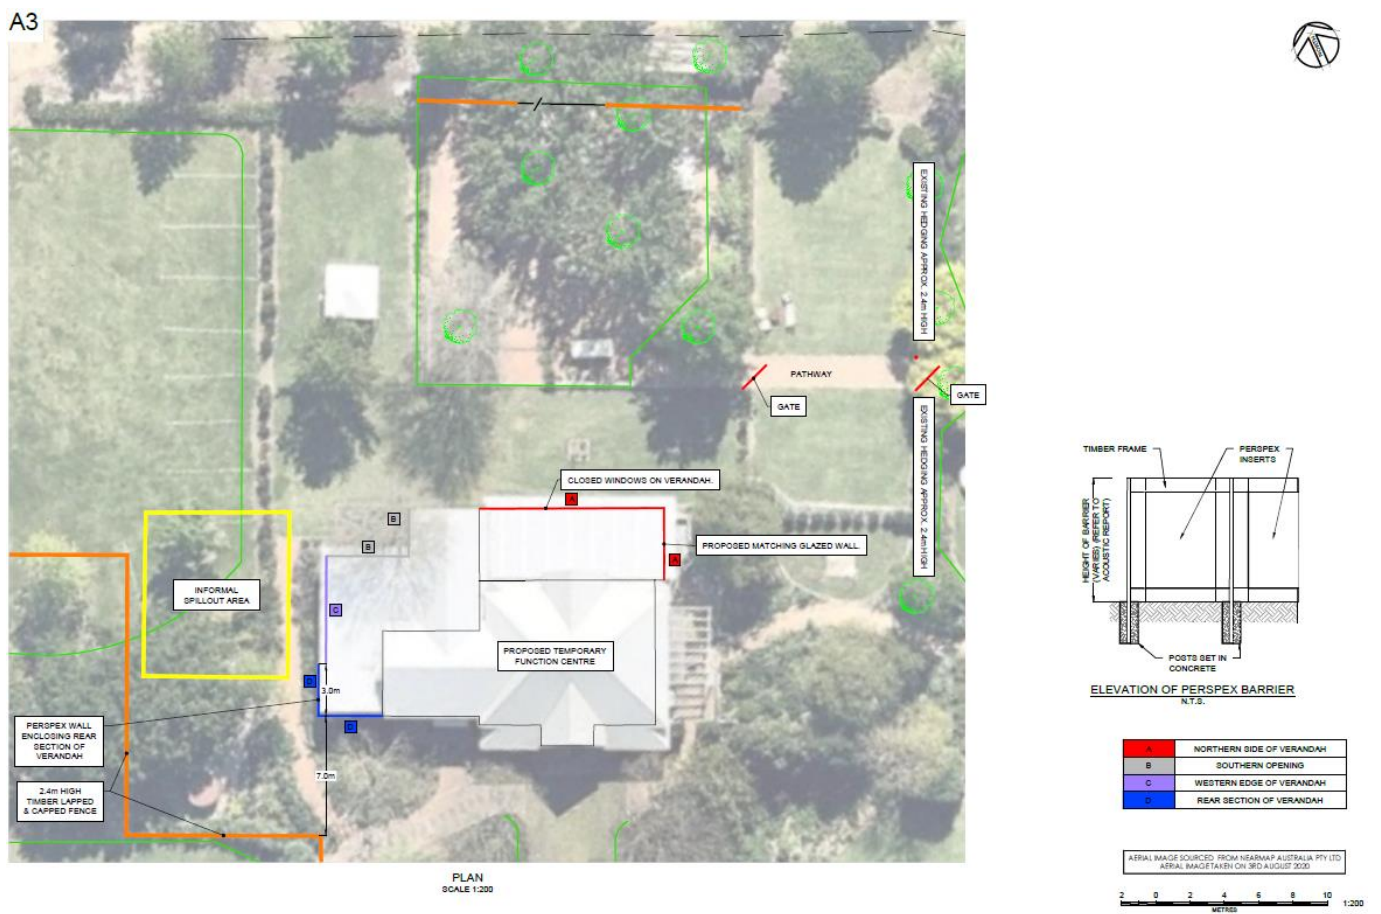 A3
EXISTING HEDGING APPROX. 2.4m HIGH
PATHWAY
GATE
GATE
EXISTING HEDGING APPROX. 2.4m HIGH
CLOSED WINDOWS ON VERANDAH.
A
B
B
PROPOSED MATCHING GLAZED WALL.
A
INFORMAL
SPILLOUT AREA
C
PROPOSED TEMPORARY
FUNCTION CENTRE
D
3.0m
D
PERSPEX WALL
ENCLOSING REAR
SECTION OF
VERANDAH
7.0m
2.4m HIGH
TIMBER LAPPED
& CAPPED FENCE
PLAN
SCALE 1:200
TIMBER FRAME
PERSPEX
INSERTS
HEIGHT OF BARRIER
(VARIES) (REFER TO
ACOUSTIC REPORT)
POSTS SET IN
CONCRETE
ELEVATION OF PERSPEX BARRIER
N.T.S.
A NORTHERN SIDE OF VERANDAH
B SOUTHERN OPENING
C WESTERN EDGE OF VERANDAH
D REAR SECTION OF VERANDAH
AERIAL IMAGE SOURCED FROM NEARMAP AUSTRALIA PTY LTD
AERIAL IMAGE TAKEN ON 3RD AUGUST 2020
2 0 2 4 6 8 10
1:200
METRES